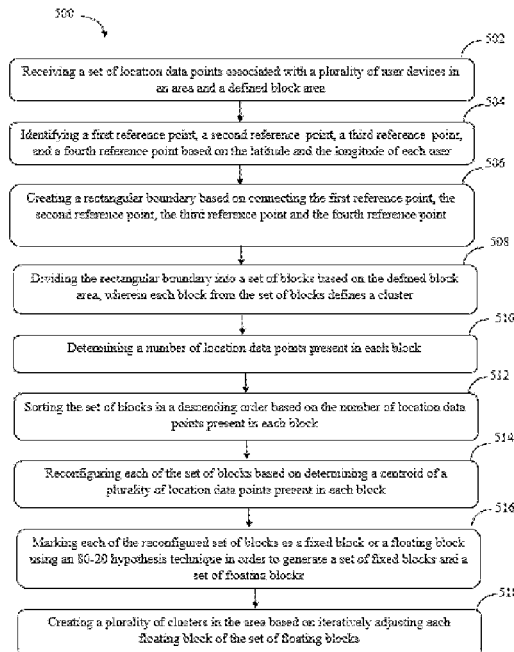 500
502
Receiving a set of location data points associated with a plurality of user devices in
an area and a defined block area
504
Identifying a first reference point, a second reference point, a third reference point,
and a fourth reference point based on the latitude and the longitude of each user
506
Creating a rectangular boundary based on connecting the first reference point, the
second reference point, the third reference point and the fourth reference point
508
Dividing the rectangular boundary into a set of blocks based on the defined block
area, wherein each block from the set of blocks defines a cluster
510
Determining a number of location data points present in each block
512
Sorting the set of blocks in a descending order based on the number of location data
points present in each block
514
Reconfiguring each of the set of blocks based on determining a centroid of a
plurality of location data points present in each block
516
Marking each of the reconfigured set of blocks as a fixed block or a floating block
using an 80-20 hypothesis technique in order to generate a set of fixed blocks and a
set of floating blocks
518
Creating a plurality of clusters in the area based on iteratively adjusting each
floating block of the set of floating blocks